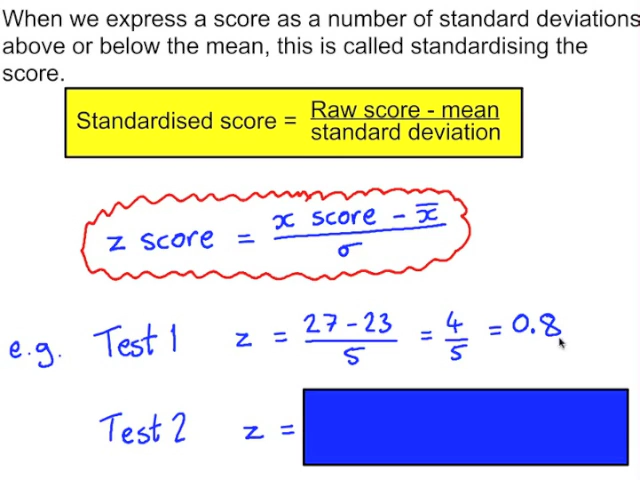 When we express a score as a number of standard deviations
above or below the mean, this is called standardising the
score.
Standardised score = Raw score - mean
standard deviation
z score = x score - x̅
σ
e.g. Test 1 z = 27 - 23 = 4 = 0.8
5 5
Test 2 z =